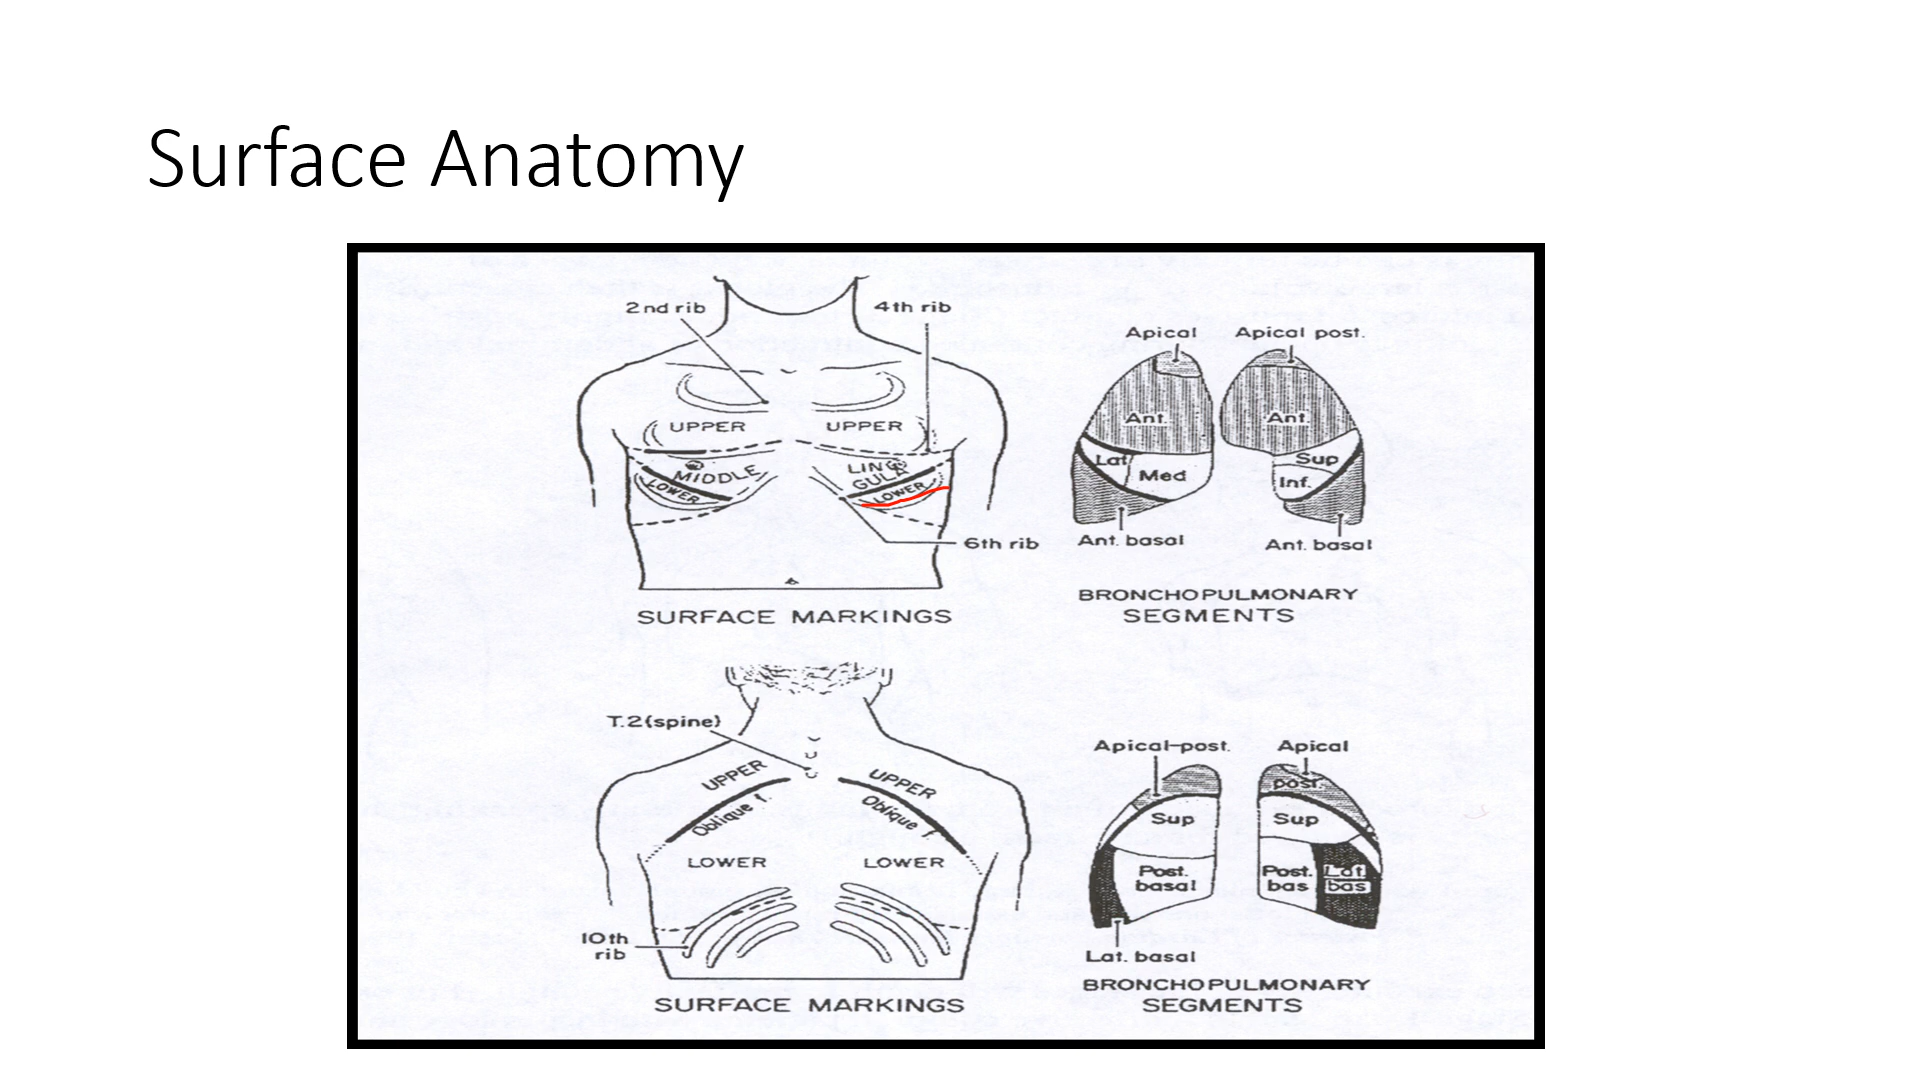 Surface Anatomy
2nd rib
4th rib
UPPER
UPPER
MIDDLE
LOWER
LINGULA
LOWER
6th rib
SURFACE MARKINGS
Apical
Apical post.
Ant.
Ant.
Lat
Med
Sup
Inf.
Ant. basal
Ant. basal
BRONCHOPULMONARY
SEGMENTS
T.2(spine)
UPPER
UPPER
Oblique f.
Oblique f.
LOWER
LOWER
10th
rib
SURFACE MARKINGS
Apical-post.
Apical
post.
Sup
Sup
Post.
basal
Post.
bas
Lat.
bas
Lat. basal
BRONCHOPULMONARY
SEGMENTS